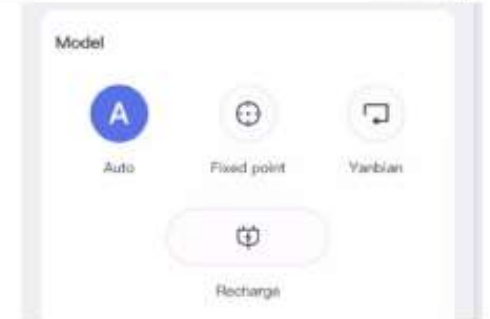 Model
A
Auto
Fixed point
Yanbian
Recharge